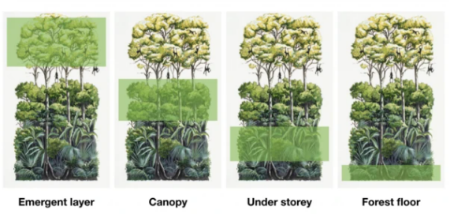 Emergent layer
Canopy
Under storey
Forest floor